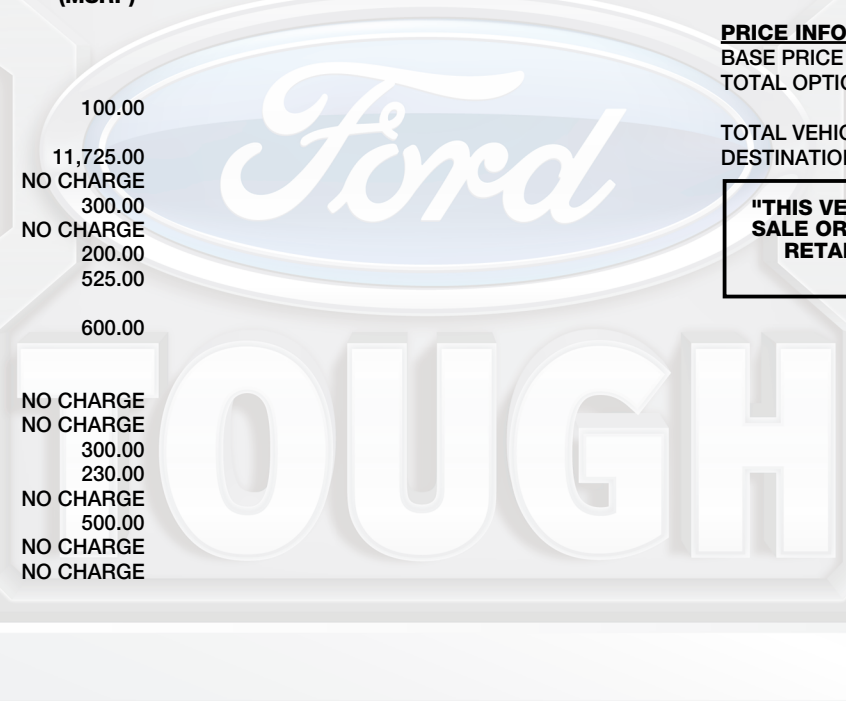 (MSRP)
100.00
11,725.00
NO CHARGE
300.00
NO CHARGE
200.00
525.00
600.00
NO CHARGE
NO CHARGE
300.00
230.00
NO CHARGE
500.00
NO CHARGE
NO CHARGE
PRICE INFO
BASE PRICE
TOTAL OPTIO
TOTAL VEHIC
DESTINATION
"THIS VE
SALE OR
RETAI
Ford
TOUGH